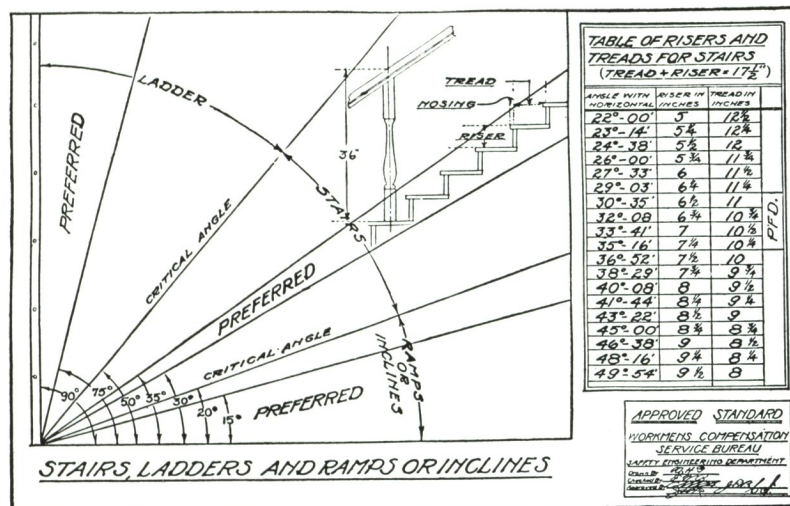 LADDER
PREFERRED
CRITICAL ANGLE
STAIRS
PREFERRED
CRITICAL ANGLE
RAMPS
OR
INCLINES
PREFERRED
90°
75°
50°
35°
30°
20°
15°
36"
TREAD
NOSING
RISER
STAIRS, LADDERS AND RAMPS OR INCLINES
TABLE OF RISERS AND
TREADS FOR STAIRS
(TREAD + RISER = 17½")
ANGLE WITH HORIZONTAL RISER IN INCHES TREAD IN INCHES
22°-00' 5 12½
23°-14' 5¼ 12¼
24°-38' 5½ 12
26°-00' 5¾ 11¾
27°-33' 6 11½
29°-03' 6¼ 11¼
30°-35' 6½ 11
32°-08 6¾ 10¾
33°-41' 7 10½
35°-16' 7¼ 10¼
36°-52' 7½ 10
38°-29' 7¾ 9¾
40°-08' 8 9½
41°-44' 8¼ 9¼
43°-22' 8½ 9
45°-00' 8¾ 8¾
46°-38' 9 8½
48°-16' 9¼ 8¼
49°-54' 9½ 8
PF'D.
APPROVED STANDARD
WORKMENS COMPENSATION
SERVICE BUREAU
SAFETY ENGINEERING DEPARTMENT